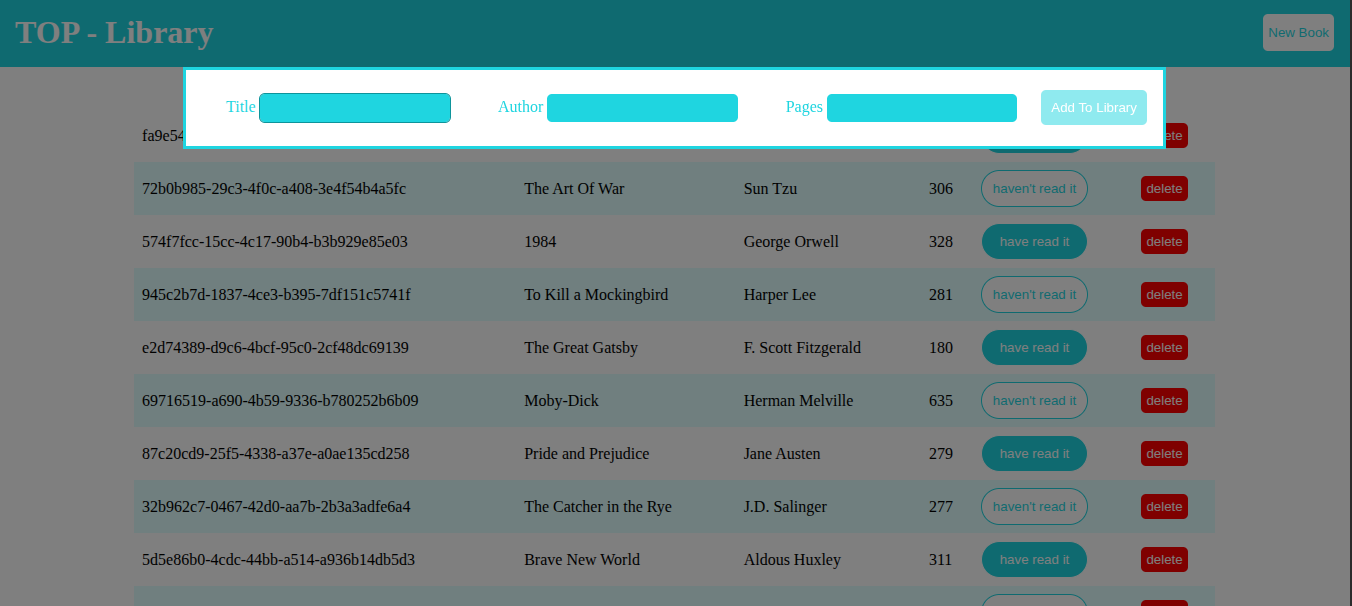 TOP - Library
New Book
Title
Author
Pages
Add To Library
fa9e54
ete
72b0b985-29c3-4f0c-a408-3e4f54b4a5fc The Art Of War Sun Tzu 306 haven't read it delete
574f7fcc-15cc-4c17-90b4-b3b929e85e03 1984 George Orwell 328 have read it delete
945c2b7d-1837-4ce3-b395-7df151c5741f To Kill a Mockingbird Harper Lee 281 haven't read it delete
e2d74389-d9c6-4bcf-95c0-2cf48dc69139 The Great Gatsby F. Scott Fitzgerald 180 have read it delete
69716519-a690-4b59-9336-b780252b6b09 Moby-Dick Herman Melville 635 haven't read it delete
87c20cd9-25f5-4338-a37e-a0ae135cd258 Pride and Prejudice Jane Austen 279 have read it delete
32b962c7-0467-42d0-aa7b-2b3a3adfe6a4 The Catcher in the Rye J.D. Salinger 277 haven't read it delete
5d5e86b0-4cdc-44bb-a514-a936b14db5d3 Brave New World Aldous Huxley 311 have read it delete